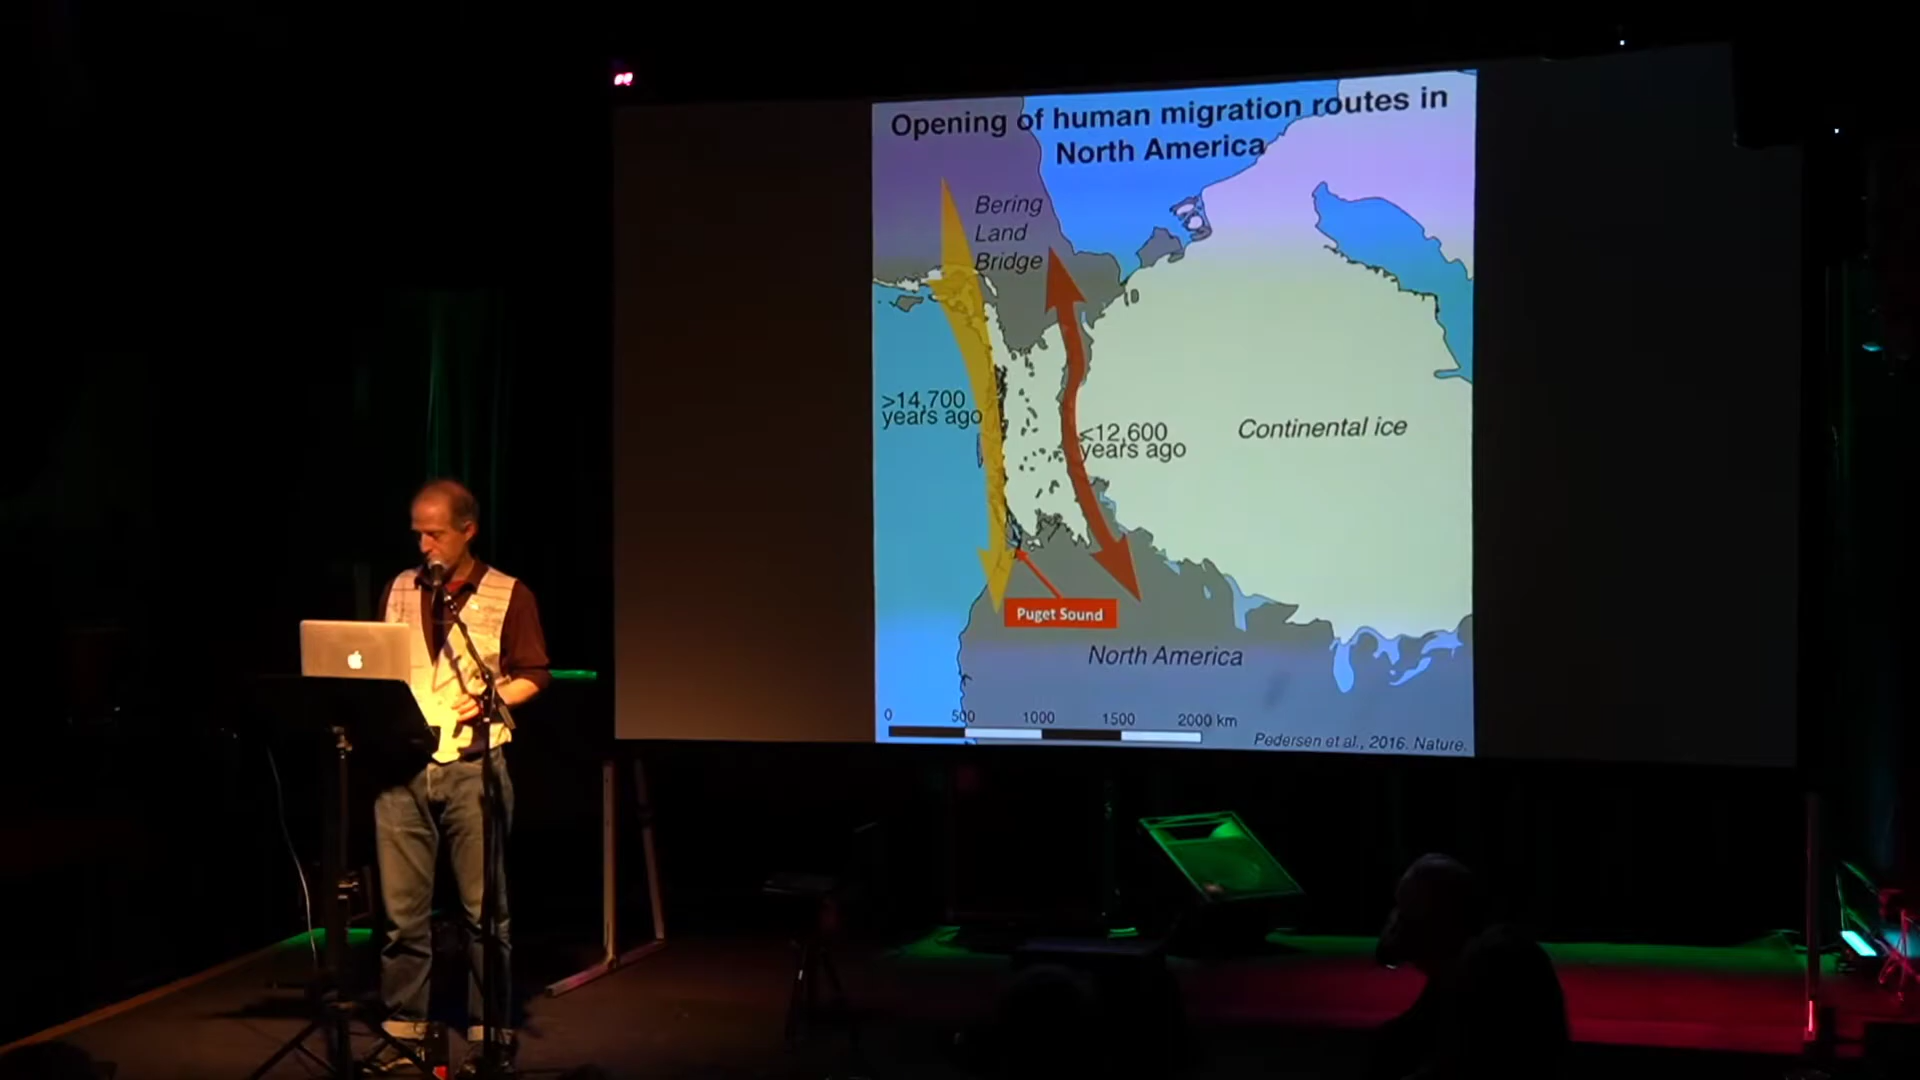 Opening of human migration routes in
North America
Bering
Land
Bridge
>14,700
years ago
<12,600
years ago
Continental ice
Puget Sound
North America
0 500 1000 1500 2000 km
Pedersen et al., 2016. Nature.